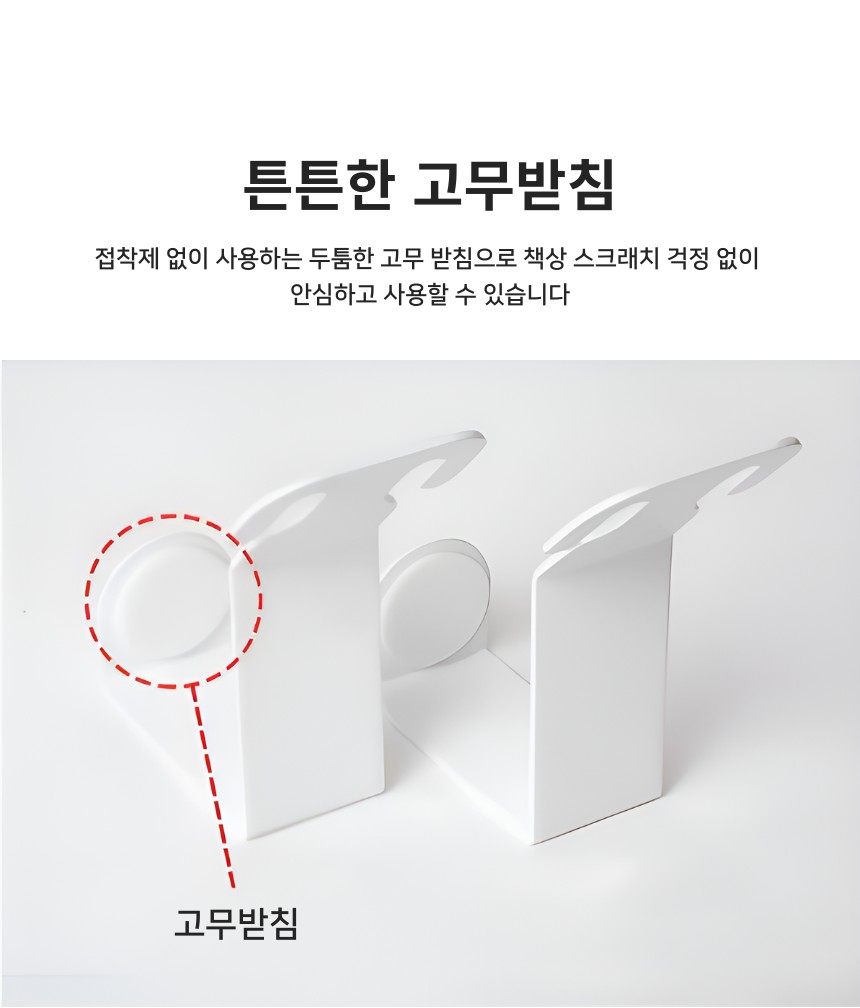 튼튼한 고무받침
접착제 없이 사용하는 두툼한 고무 받침으로 책상 스크래치 걱정 없이
안심하고 사용할 수 있습니다
고무받침